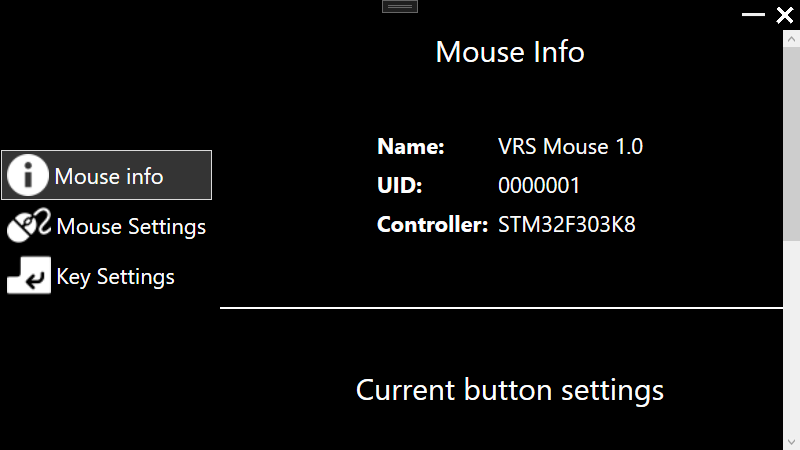 Mouse Info
Name: VRS Mouse 1.0
UID: 0000001
Controller: STM32F303K8
Mouse info
Mouse Settings
Key Settings
Current button settings